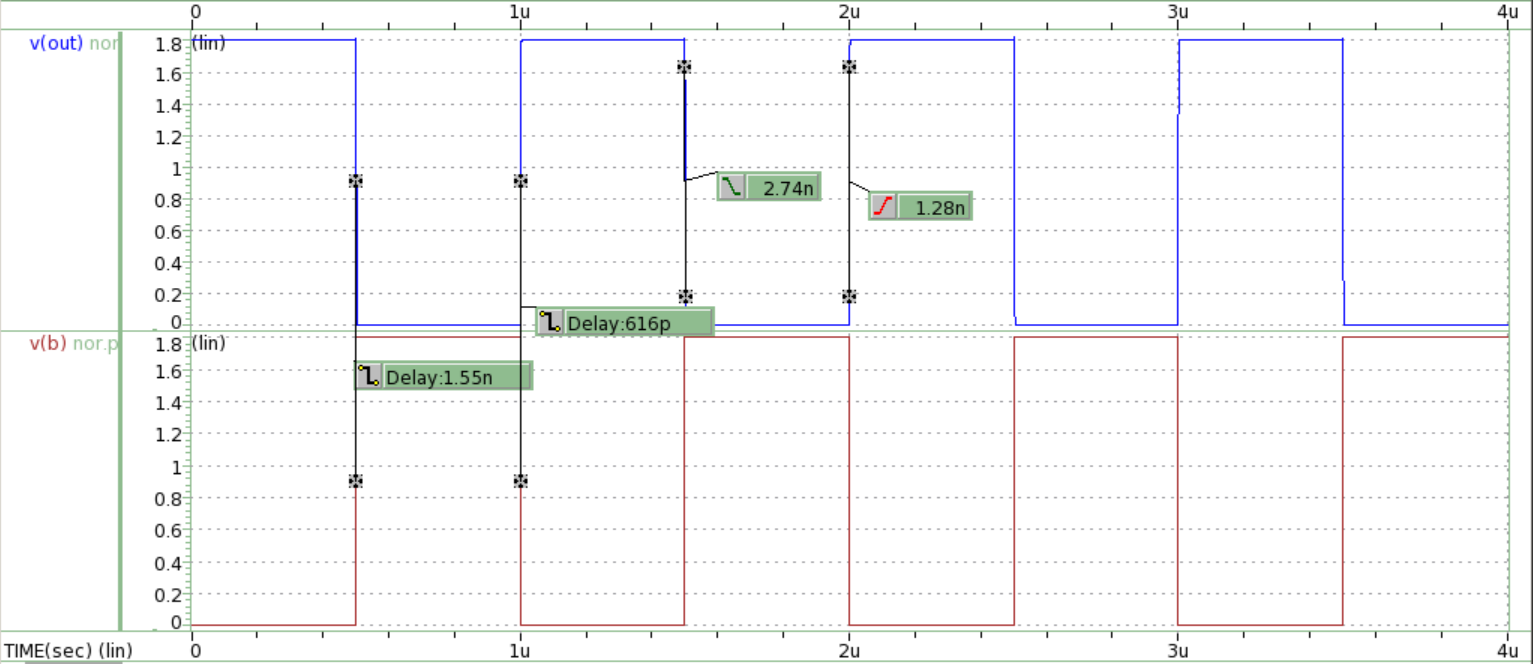 0 1u 2u 3u 4u
v(out) nor
(lin)
1.8
1.6
1.4
1.2
1
0.8
0.6
0.4
0.2
0
2.74n
1.28n
Delay:616p
v(b) nor.p
(lin)
1.8
1.6
1.4
1.2
1
0.8
0.6
0.4
0.2
0
Delay:1.55n
TIME(sec) (lin) 0 1u 2u 3u 4u